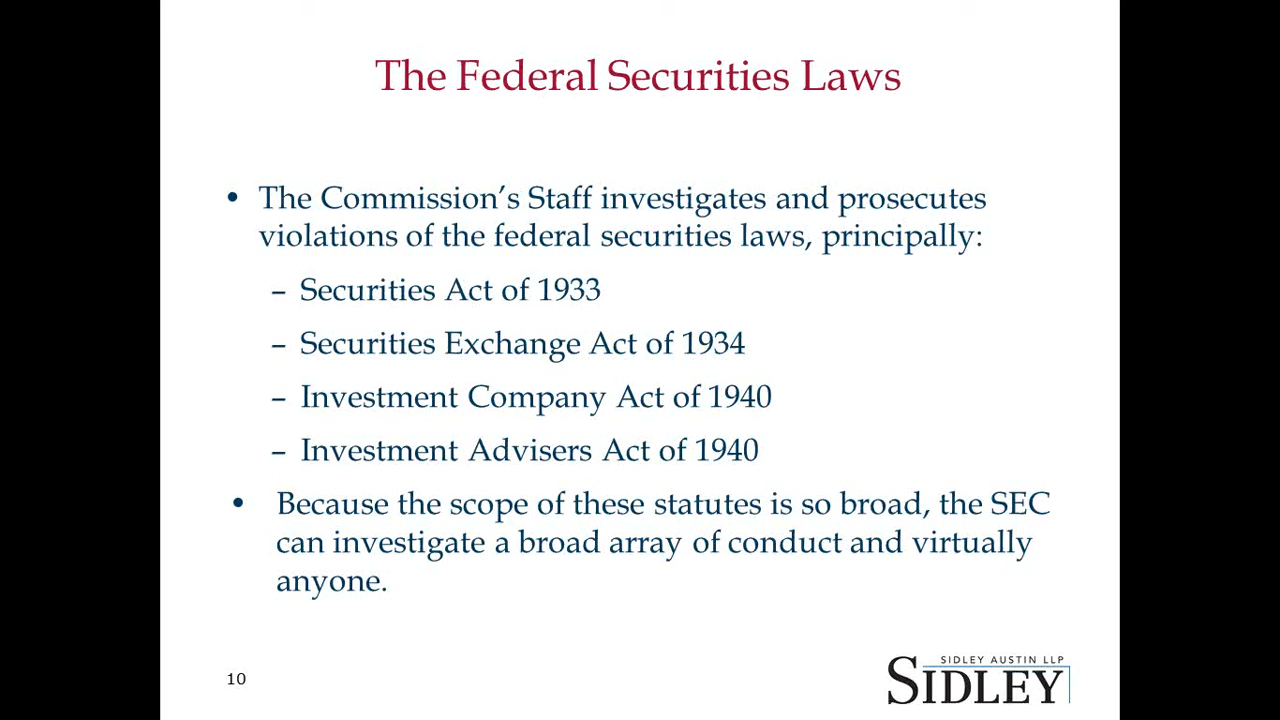 The Federal Securities Laws
• The Commission’s Staff investigates and prosecutes
violations of the federal securities laws, principally:
– Securities Act of 1933
– Securities Exchange Act of 1934
– Investment Company Act of 1940
– Investment Advisers Act of 1940
• Because the scope of these statutes is so broad, the SEC
can investigate a broad array of conduct and virtually
anyone.
10
SIDLEY AUSTIN LLP
SIDLEY